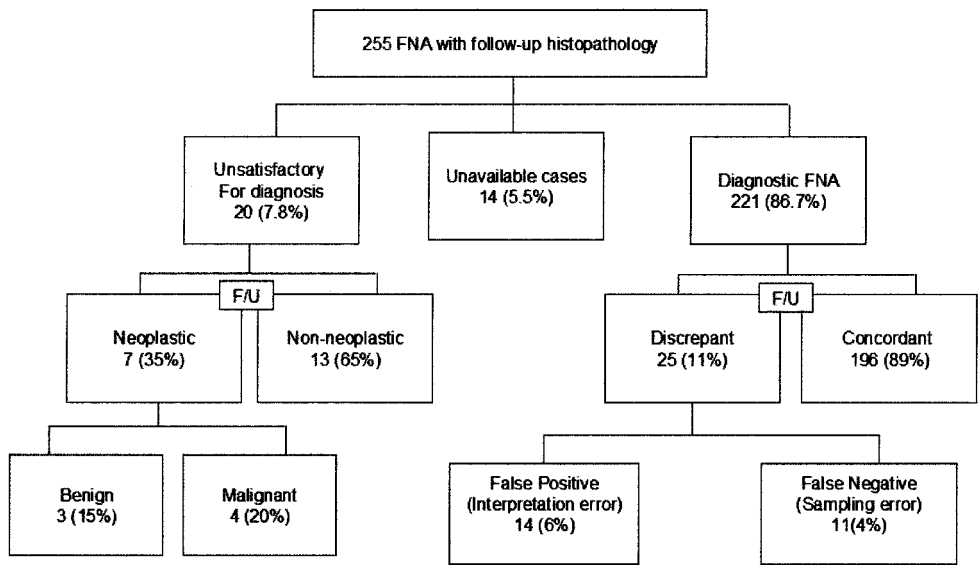 255 FNA with follow-up histopathology
Unsatisfactory
For diagnosis
20 (7.8%)
Unavailable cases
14 (5.5%)
Diagnostic FNA
221 (86.7%)
F/U
Neoplastic
7 (35%)
Non-neoplastic
13 (65%)
F/U
Discrepant
25 (11%)
Concordant
196 (89%)
Benign
3 (15%)
Malignant
4 (20%)
False Positive
(Interpretation error)
14 (6%)
False Negative
(Sampling error)
11(4%)